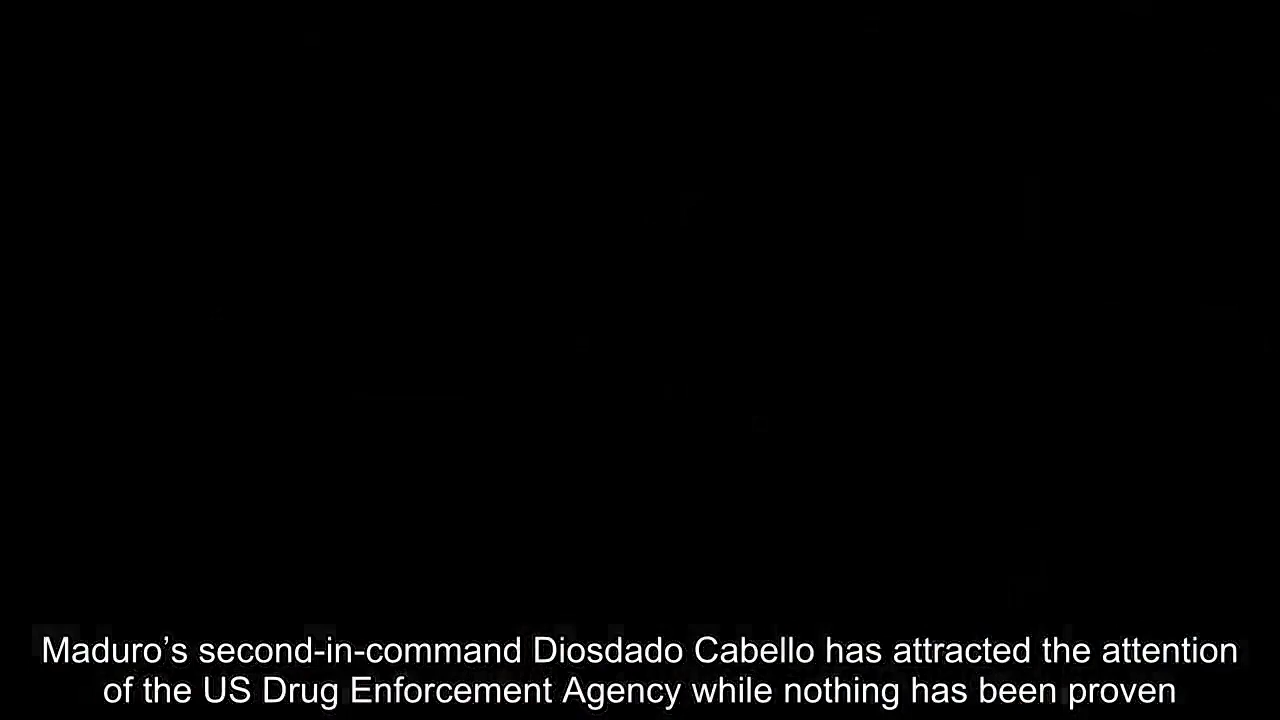 Maduro’s second-in-command Diosdado Cabello has attracted the attention
of the US Drug Enforcement Agency while nothing has been proven